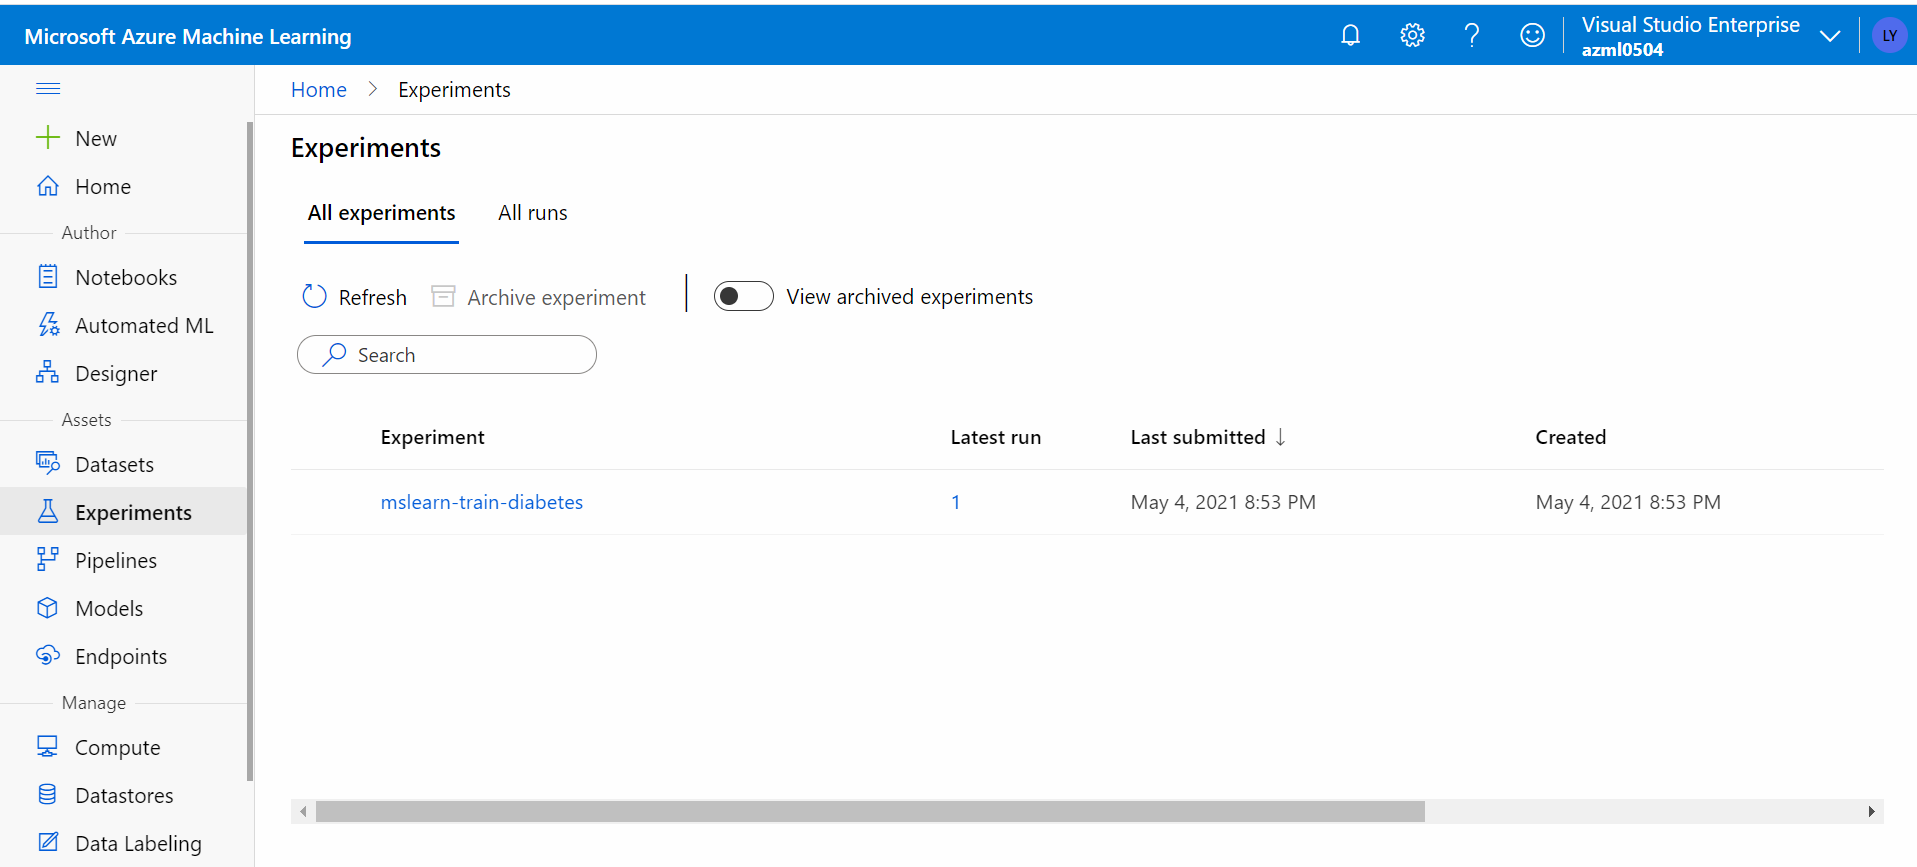 Microsoft Azure Machine Learning
Visual Studio Enterprise
azml0504
LY
New
Home
Author
Notebooks
Automated ML
Designer
Assets
Datasets
Experiments
Pipelines
Models
Endpoints
Manage
Compute
Datastores
Data Labeling
Home > Experiments
Experiments
All experiments All runs
Refresh Archive experiment View archived experiments
Search
Experiment Latest run Last submitted ↓ Created
mslearn-train-diabetes 1 May 4, 2021 8:53 PM May 4, 2021 8:53 PM